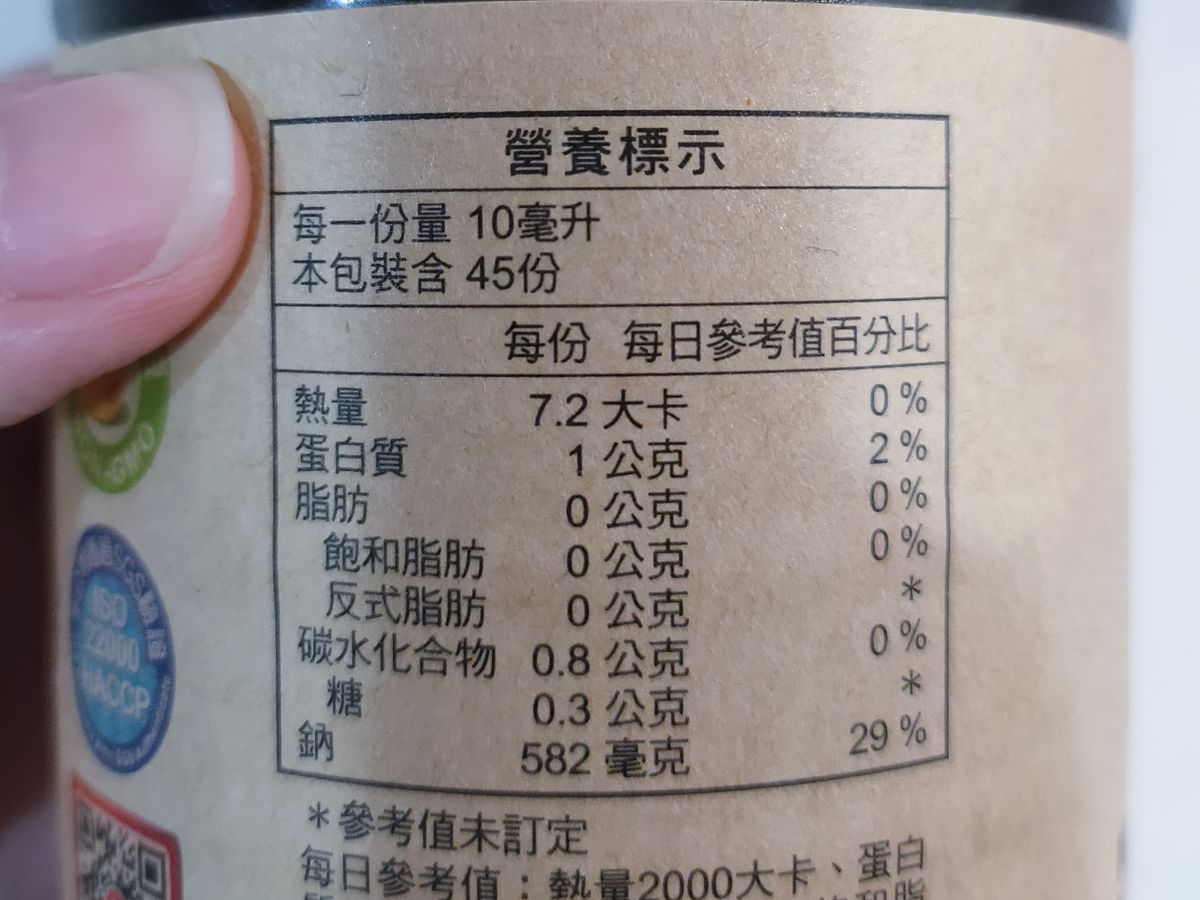 營養標示
每一份量 10毫升
本包裝含 45份
每份 每日參考值百分比
熱量 7.2 大卡 0 %
蛋白質 1 公克 2 %
脂肪 0 公克 0 %
飽和脂肪 0 公克 0 %
反式脂肪 0 公克 *
碳水化合物 0.8 公克 0 %
糖 0.3 公克 *
鈉 582 毫克 29 %
*參考值未訂定
每日參考值:熱量2000大卡、蛋白
GMO
SGS
ISO
22000
HACCP